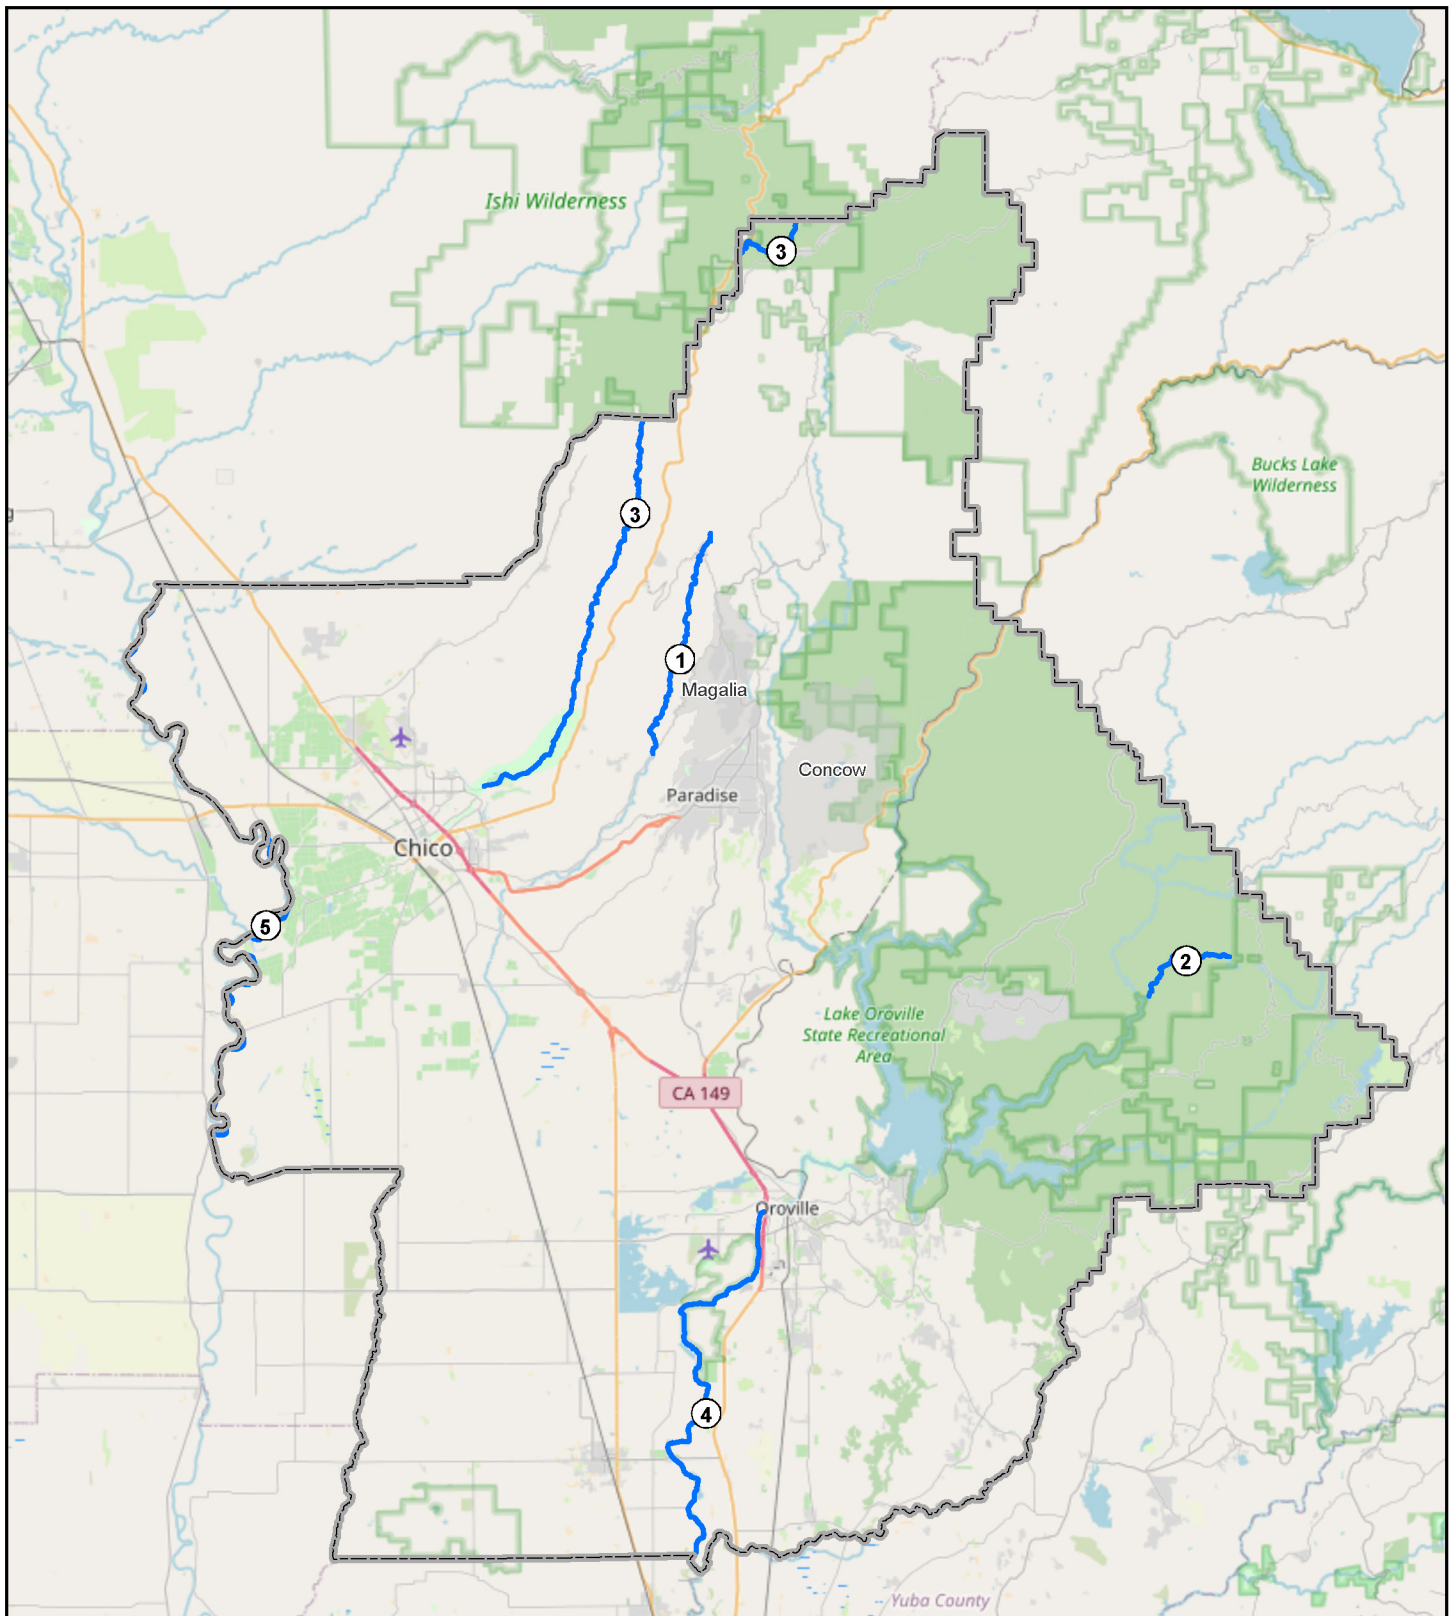 Ishi Wilderness
3
Bucks Lake
Wilderness
3
1
Magalia
Concow
Paradise
Chico
5
2
Lake Oroville
State Recreational
Area
CA 149
Oroville
4
Yuba County